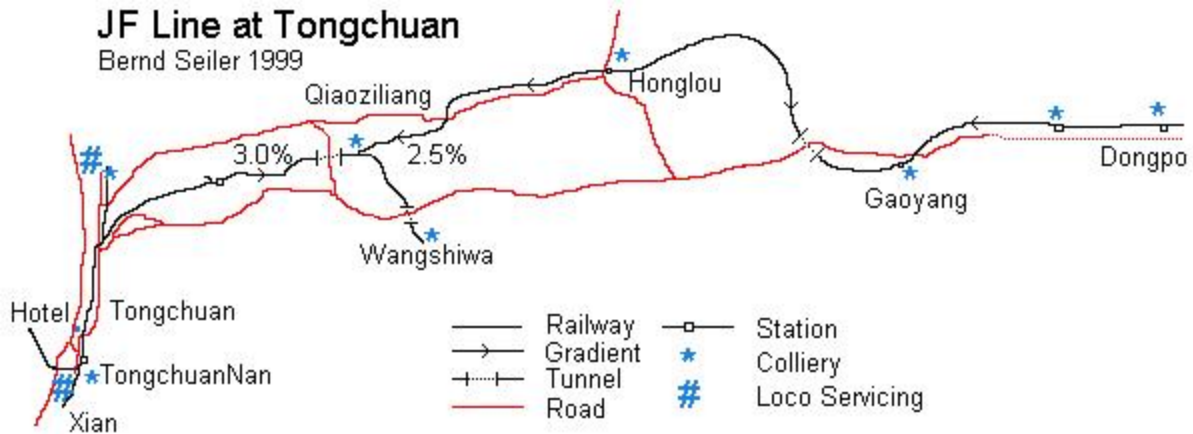 JF Line at Tongchuan
Bernd Seiler 1999
Qiaoziliang
Honglou
3.0%
2.5%
Dongpo
Gaoyang
Wangshiwa
Hotel
Tongchuan
TongchuanNan
Xian
Railway
Gradient
Tunnel
Road
Station
Colliery
Loco Servicing